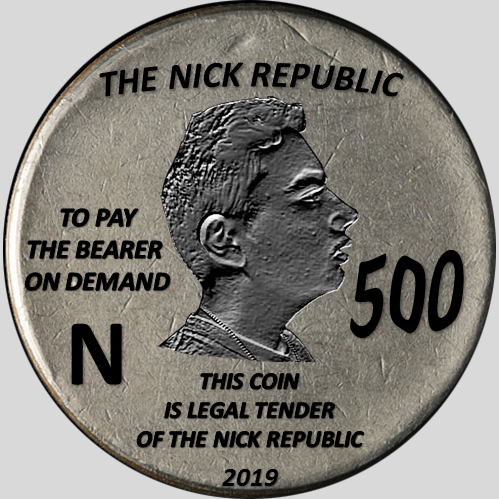 THE NICK REPUBLIC
TO PAY
THE BEARER
ON DEMAND
500
N
THIS COIN
IS LEGAL TENDER
OF THE NICK REPUBLIC
2019